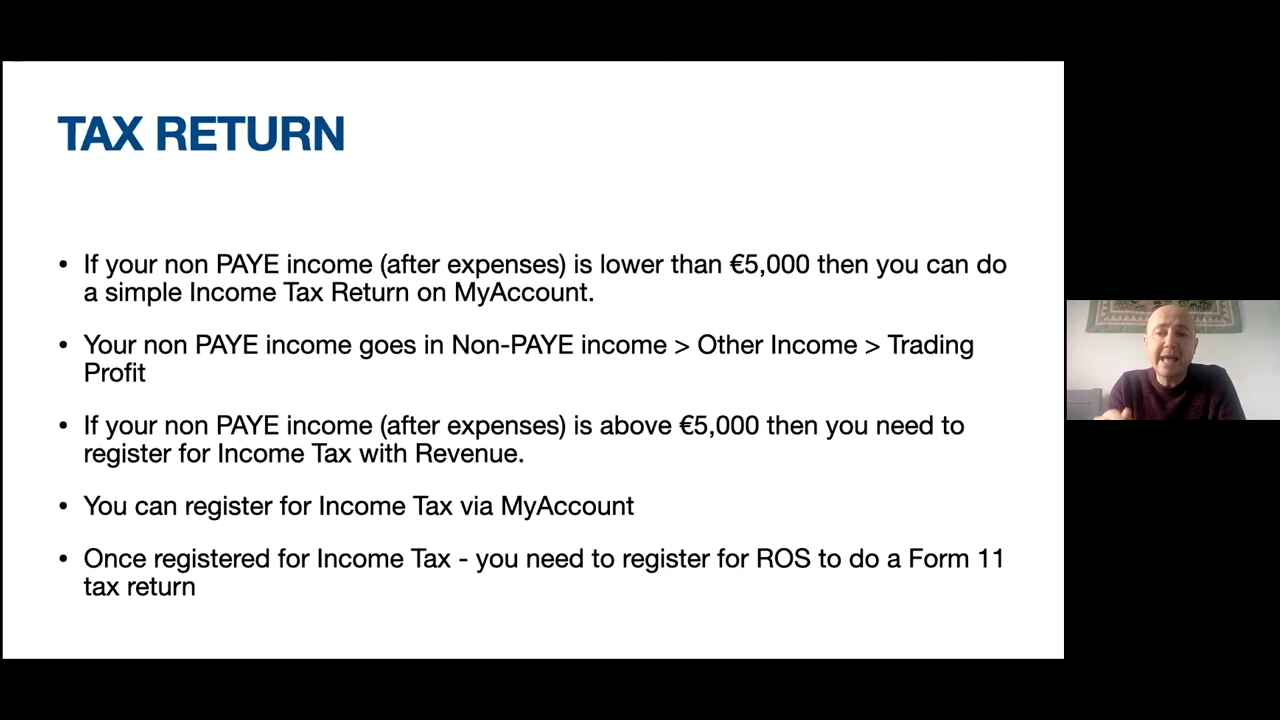 TAX RETURN
• If your non PAYE income (after expenses) is lower than €5,000 then you can do
a simple Income Tax Return on MyAccount.
• Your non PAYE income goes in Non-PAYE income > Other Income > Trading
Profit
• If your non PAYE income (after expenses) is above €5,000 then you need to
register for Income Tax with Revenue.
• You can register for Income Tax via MyAccount
• Once registered for Income Tax - you need to register for ROS to do a Form 11
tax return